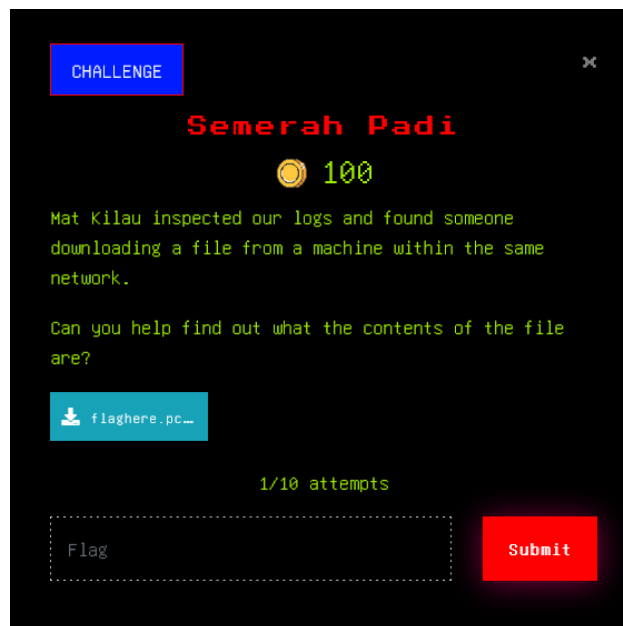 CHALLENGE
×
Semerah Padi
100
Mat Kilau inspected our logs and found someone
downloading a file from a machine within the same
network.
Can you help find out what the contents of the file
are?
flaghere.pc…
1/10 attempts
Flag
Submit